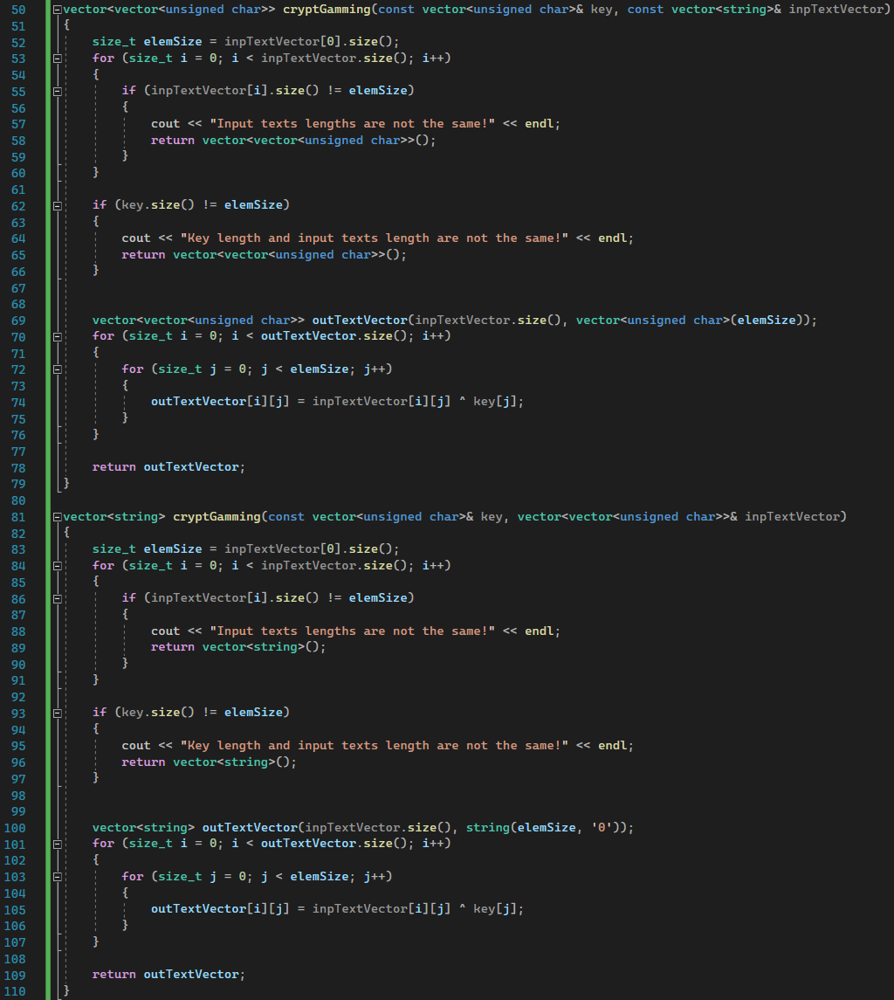 50 vector<vector<unsigned char>> cryptGamming(const vector<unsigned char>& key, const vector<string>& inpTextVector)
51 {
52     size_t elemSize = inpTextVector[0].size();
53     for (size_t i = 0; i < inpTextVector.size(); i++)
54     {
55         if (inpTextVector[i].size() != elemSize)
56         {
57             cout << "Input texts lengths are not the same!" << endl;
58             return vector<vector<unsigned char>>();
59         }
60     }
61
62     if (key.size() != elemSize)
63     {
64         cout << "Key length and input texts length are not the same!" << endl;
65         return vector<vector<unsigned char>>();
66     }
67
68
69     vector<vector<unsigned char>> outTextVector(inpTextVector.size(), vector<unsigned char>(elemSize));
70     for (size_t i = 0; i < outTextVector.size(); i++)
71     {
72         for (size_t j = 0; j < elemSize; j++)
73         {
74             outTextVector[i][j] = inpTextVector[i][j] ^ key[j];
75         }
76     }
77
78     return outTextVector;
79 }
80
81 vector<string> cryptGamming(const vector<unsigned char>& key, vector<vector<unsigned char>>& inpTextVector)
82 {
83     size_t elemSize = inpTextVector[0].size();
84     for (size_t i = 0; i < inpTextVector.size(); i++)
85     {
86         if (inpTextVector[i].size() != elemSize)
87         {
88             cout << "Input texts lengths are not the same!" << endl;
89             return vector<string>();
90         }
91     }
92
93     if (key.size() != elemSize)
94     {
95         cout << "Key length and input texts length are not the same!" << endl;
96         return vector<string>();
97     }
98
99
100     vector<string> outTextVector(inpTextVector.size(), string(elemSize, '0'));
101     for (size_t i = 0; i < outTextVector.size(); i++)
102     {
103         for (size_t j = 0; j < elemSize; j++)
104         {
105             outTextVector[i][j] = inpTextVector[i][j] ^ key[j];
106         }
107     }
108
109     return outTextVector;
110 }